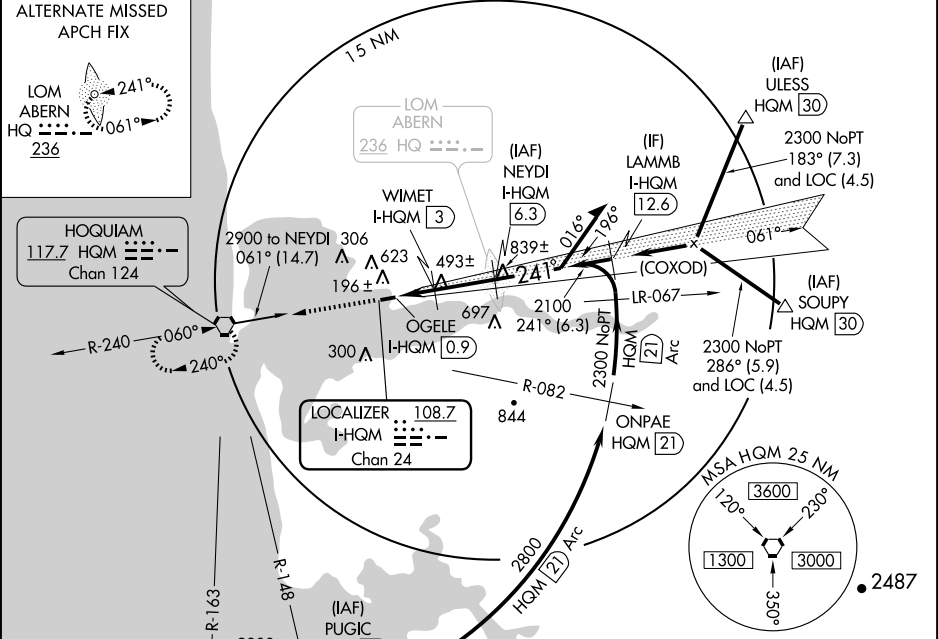 ALTERNATE MISSED
APCH FIX
LOM
ABERN
HQ
236
241°
061°
15 NM
LOM
ABERN
236 HQ
(IAF)
ULESS
HQM 30
2300 NoPT
183° (7.3)
and LOC (4.5)
(IAF)
NEYDI
I-HQM
6.3
(IF)
LAMMB
I-HQM
12.6
WIMET
I-HQM 3
HOQUIAM
117.7 HQM
Chan 124
2900 to NEYDI
061° (14.7)
306
623
196 ±
493±
839±
016°
196°
241°
061°
(COXOD)
LR-067
2100
241° (6.3)
697
(IAF)
SOUPY
HQM 30
2300 NoPT
286° (5.9)
and LOC (4.5)
R-240
060°
240°
OGELE
I-HQM 0.9
300
2300 NoPT
HQM 21 Arc
R-082
LOCALIZER 108.7
I-HQM
Chan 24
844
ONPAE
HQM 21
MSA HQM 25 NM
120°
3600
230°
1300
3000
350°
2487
2800
HQM 21 Arc
R-163
R-148
(IAF)
PUGIC